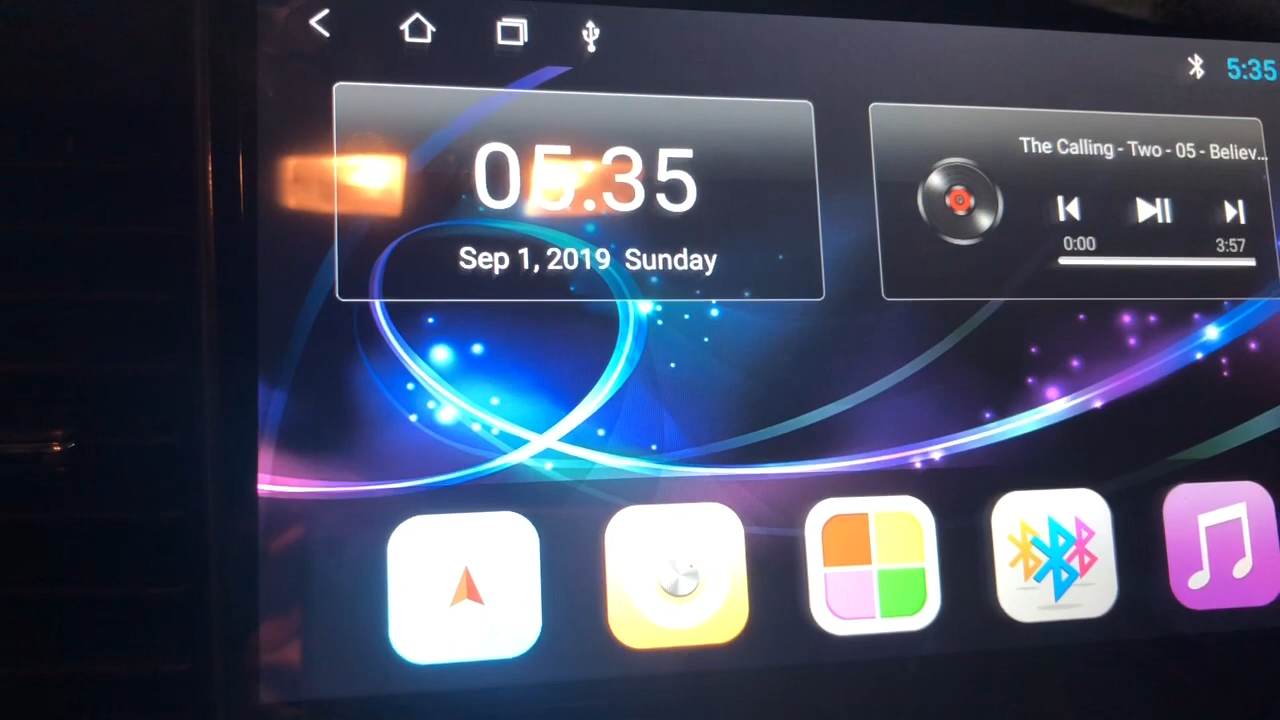 5:35
05.35
Sep 1, 2019 Sunday
The Calling - Two - 05 - Believ...
0:00
3:57